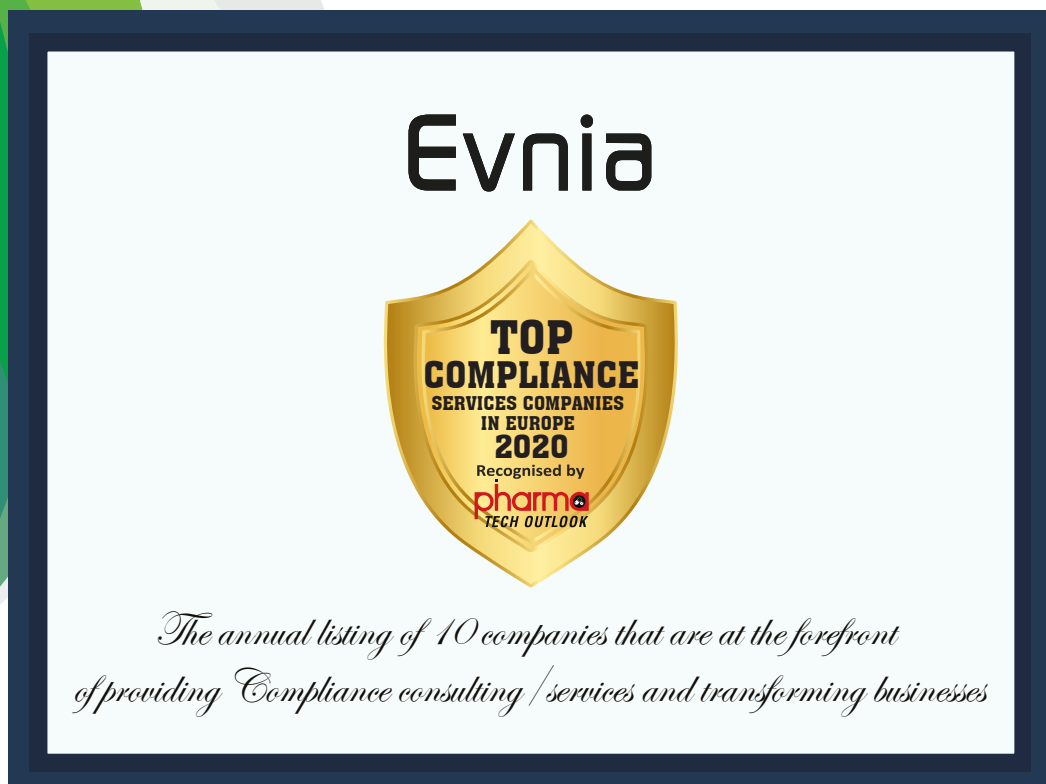 Evnia
TOP
COMPLIANCE
SERVICES COMPANIES
IN EUROPE
2020
Recognised by
pharma
TECH OUTLOOK
The annual listing of 10 companies that are at the forefront
of providing Compliance consulting / services and transforming businesses